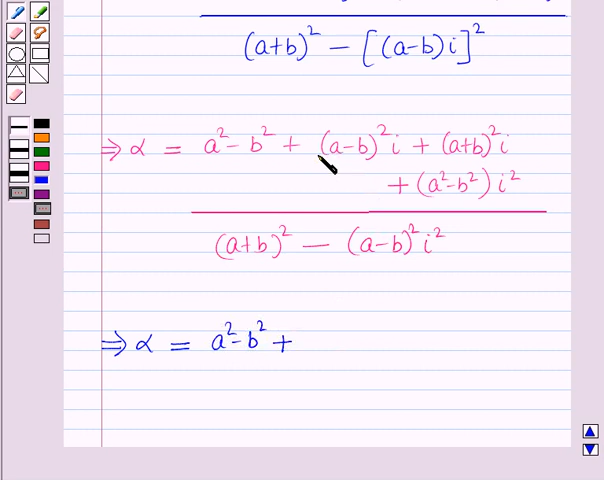 (a+b)² − [(a−b)i]²
⇒ α = a² − b² + (a−b)²i + (a+b)²i
+ (a²−b²) i²
(a+b)² − (a−b)²i²
⇒ α = a²−b² +